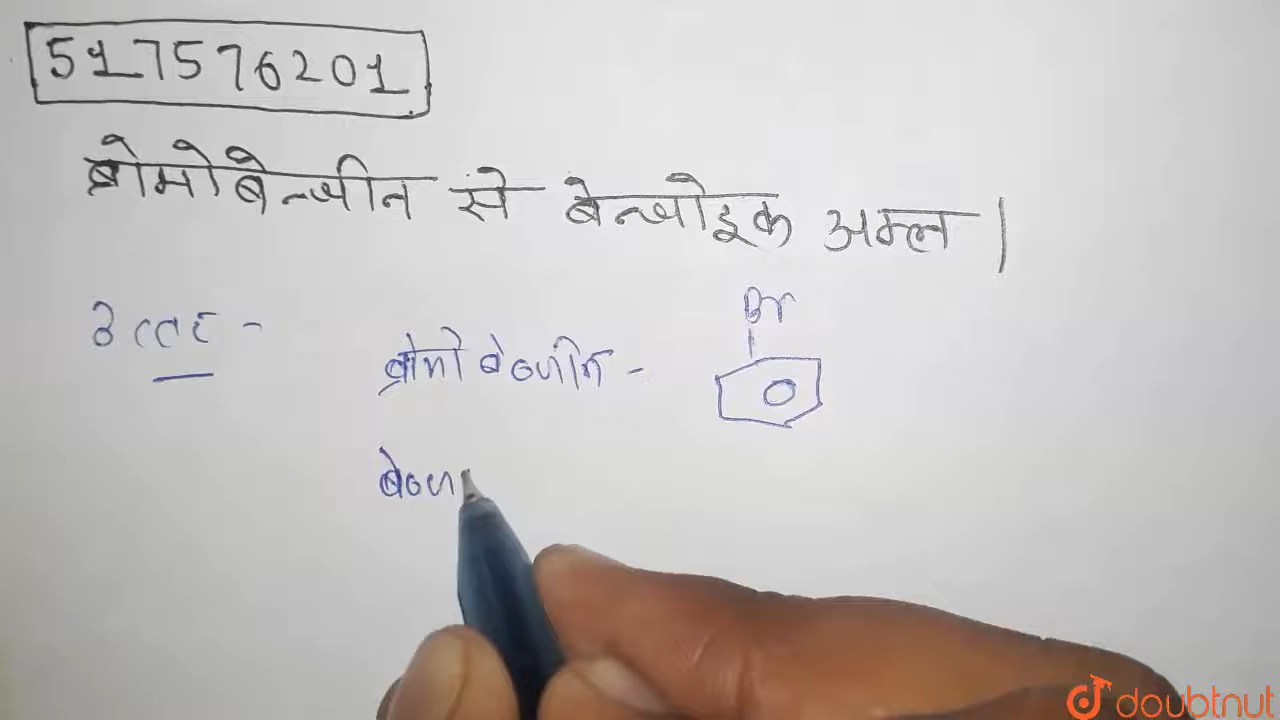 517576201
ब्रोमोबेन्जीन से बेन्जोइक अम्ल।
उत्तर -
ब्रोमो बेन्जीन - Br
बेन्ज
doubtnut